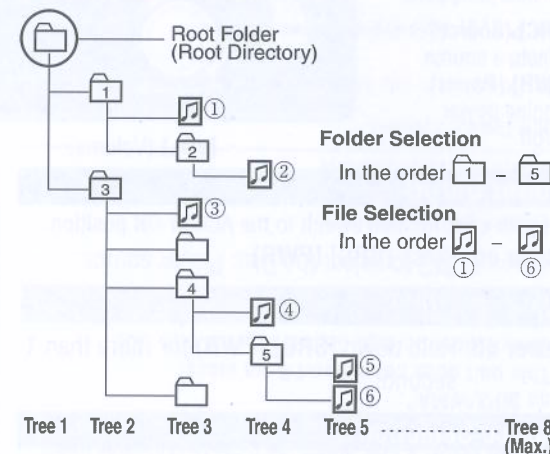 Root Folder
(Root Directory)
1
①
2
②
3
③
4
④
5
⑤
⑥
Folder Selection
In the order 1 – 5
File Selection
In the order –
① ⑥
Tree 1 Tree 2 Tree 3 Tree 4 Tree 5 .................. Tree 8
(Max.)